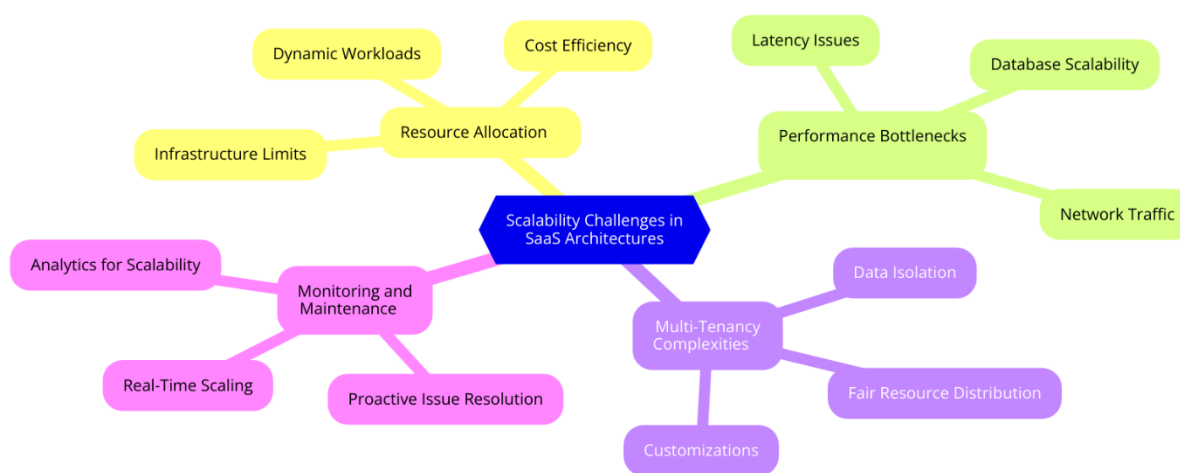 Cost Efficiency
Dynamic Workloads
Resource Allocation
Infrastructure Limits
Latency Issues
Database Scalability
Performance Bottlenecks
Network Traffic
Scalability Challenges in
SaaS Architectures
Analytics for Scalability
Monitoring and
Maintenance
Real-Time Scaling
Proactive Issue Resolution
Data Isolation
Multi-Tenancy
Complexities
Fair Resource Distribution
Customizations